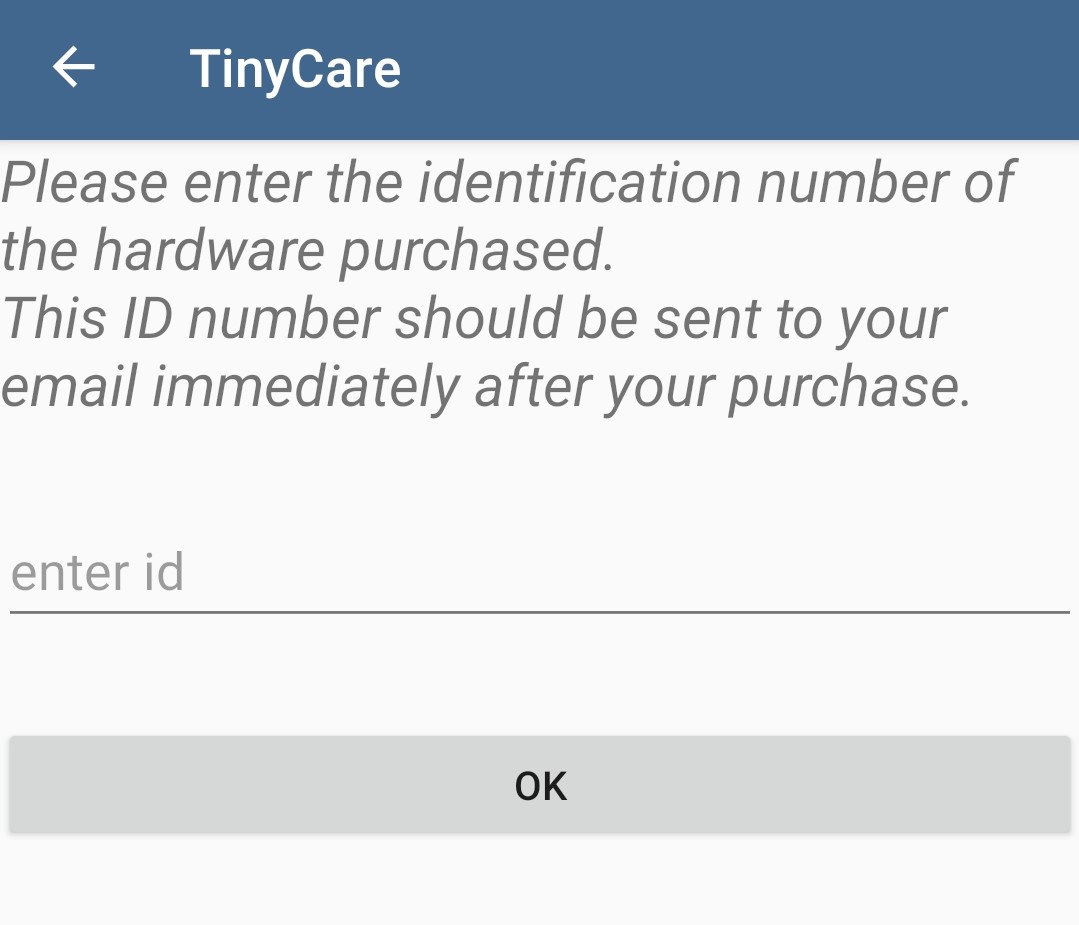 TinyCare
Please enter the identification number of
the hardware purchased.
This ID number should be sent to your
email immediately after your purchase.
enter id
OK